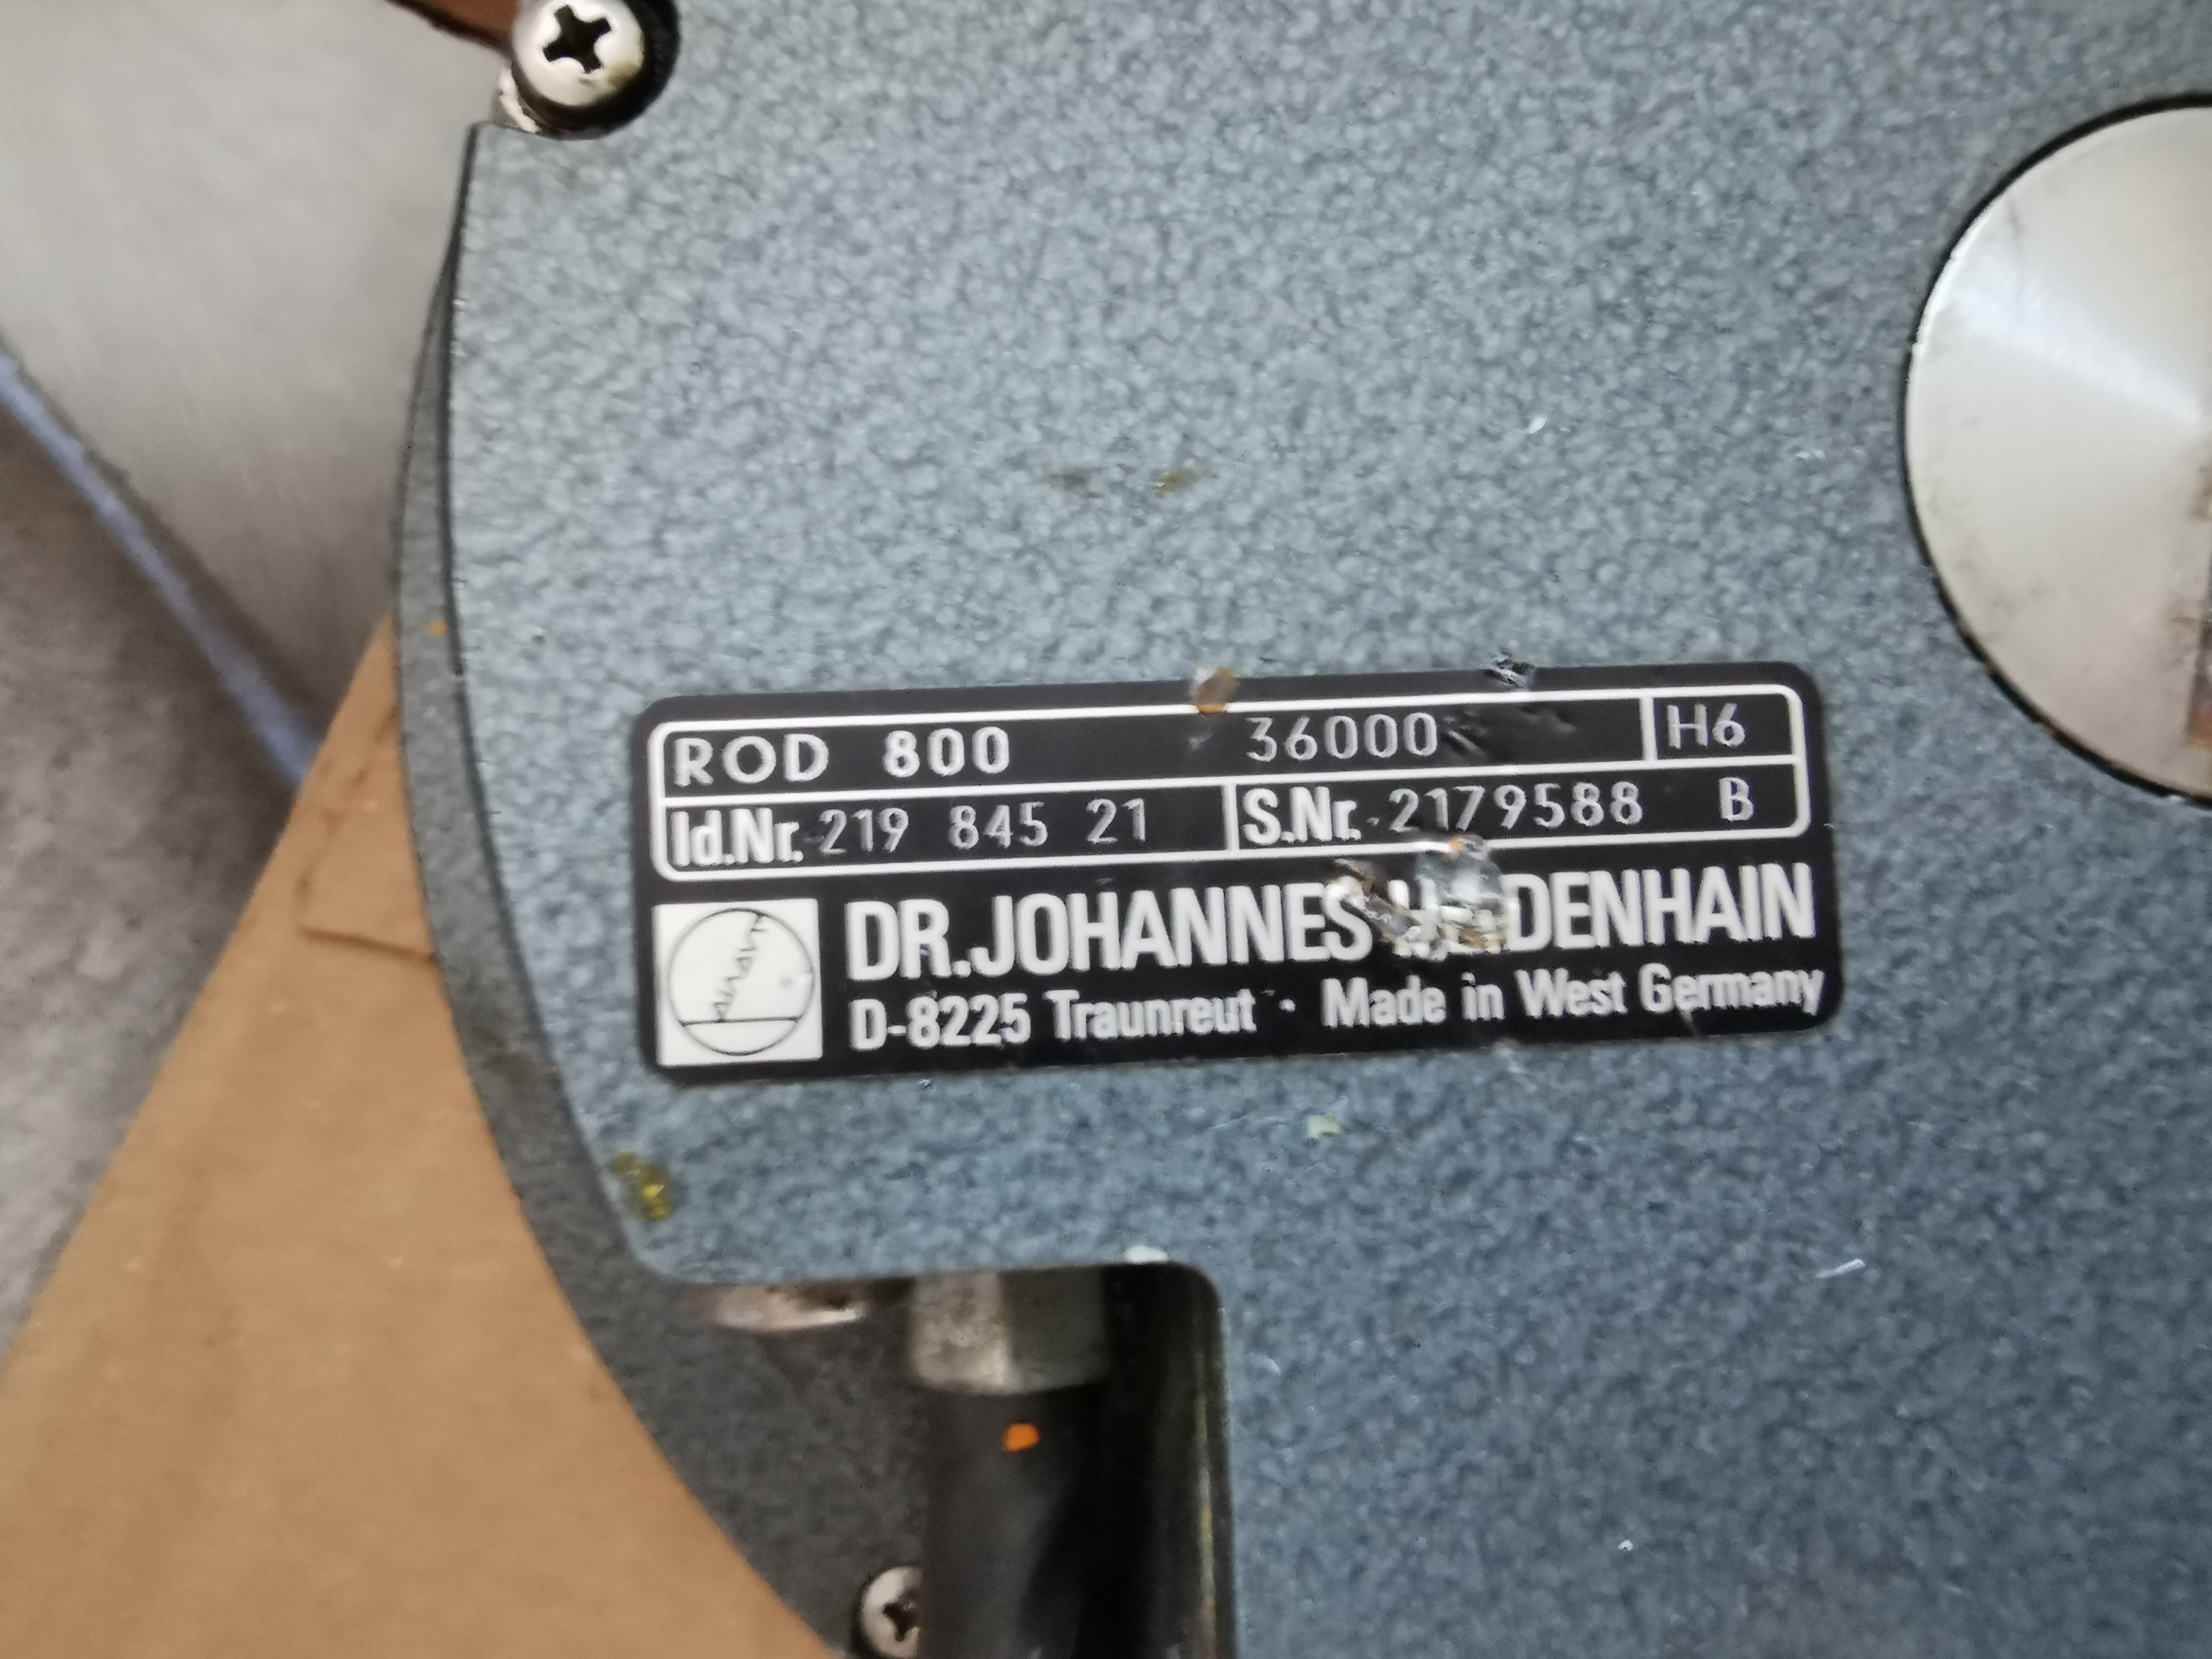 ROD 800 36000 H6
Id.Nr. 219 845 21 S.Nr. 2179588 B
DR.JOHANNES HEIDENHAIN
D-8225 Traunreut · Made in West Germany